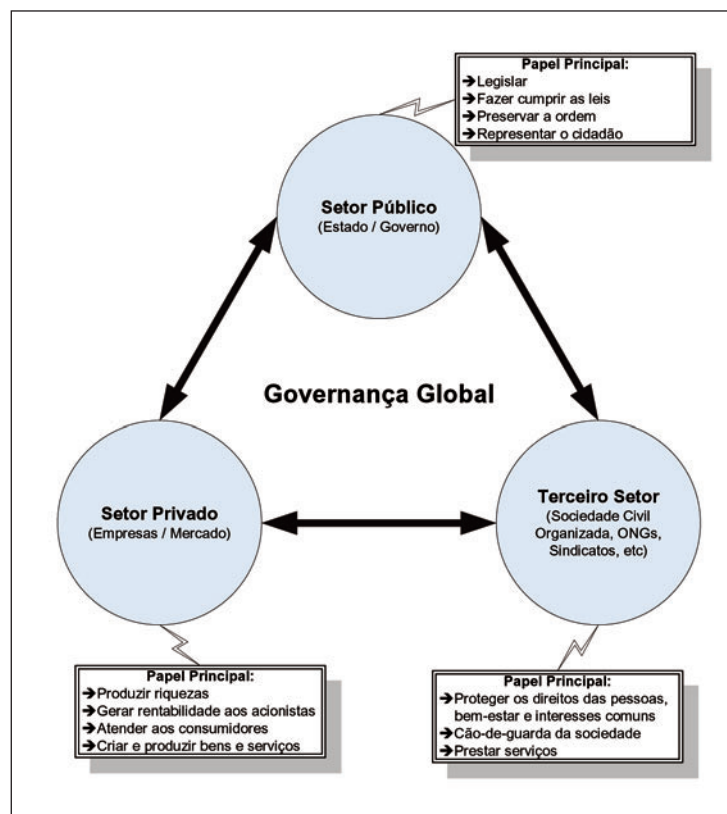 Papel Principal:
➔Legislar
➔Fazer cumprir as leis
➔Preservar a ordem
➔Representar o cidadão
Setor Público
(Estado / Governo)
Governança Global
Setor Privado
(Empresas / Mercado)
Terceiro Setor
(Sociedade Civil
Organizada, ONGs,
Sindicatos, etc)
Papel Principal:
➔Produzir riquezas
➔Gerar rentabilidade aos acionistas
➔Atender aos consumidores
➔Criar e produzir bens e serviços
Papel Principal:
➔Proteger os direitos das pessoas,
bem-estar e interesses comuns
➔Cão-de-guarda da sociedade
➔Prestar serviços